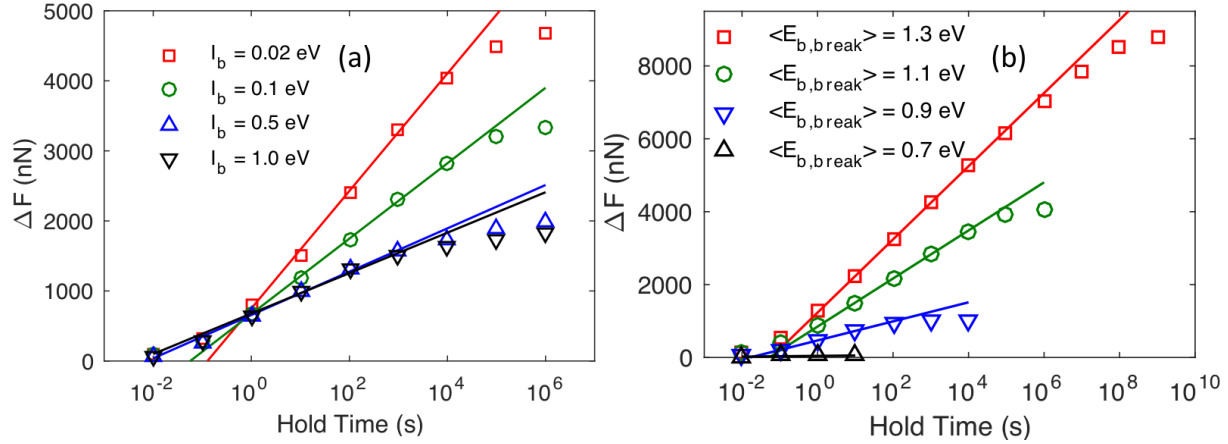 5000
4000
3000
2000
1000
0
ΔF (nN)
10^-2
10^0
10^2
10^4
10^6
Hold Time (s)
(a)
I_b = 0.02 eV
I_b = 0.1 eV
I_b = 0.5 eV
I_b = 1.0 eV
8000
6000
4000
2000
0
ΔF (nN)
10^-2
10^0
10^2
10^4
10^6
10^8
10^10
Hold Time (s)
(b)
<E_b,break> = 1.3 eV
<E_b,break> = 1.1 eV
<E_b,break> = 0.9 eV
<E_b,break> = 0.7 eV